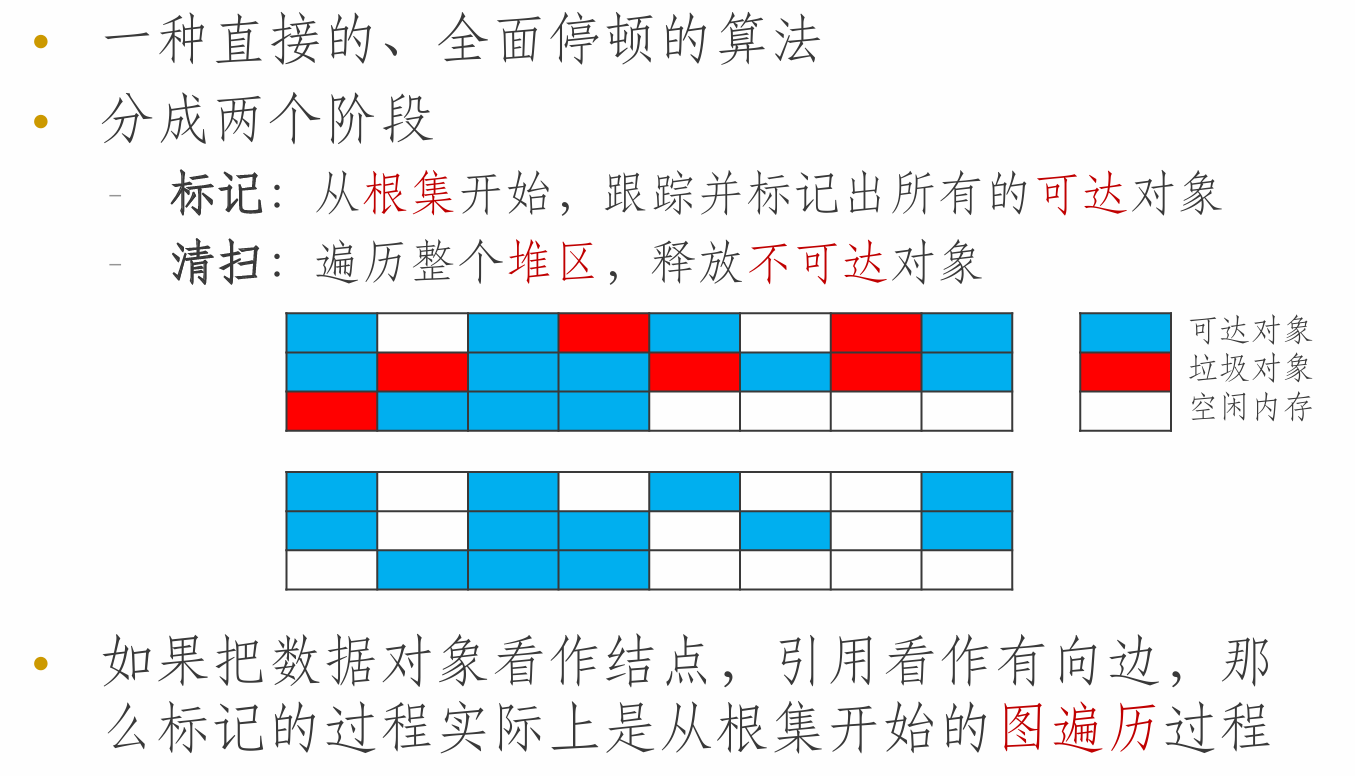 • 一种直接的、全面停顿的算法
• 分成两个阶段
– 标记：从根集开始，跟踪并标记出所有的可达对象
– 清扫：遍历整个堆区，释放不可达对象
可达对象
垃圾对象
空闲内存
• 如果把数据对象看作结点，引用看作有向边，那
么标记的过程实际上是从根集开始的图遍历过程